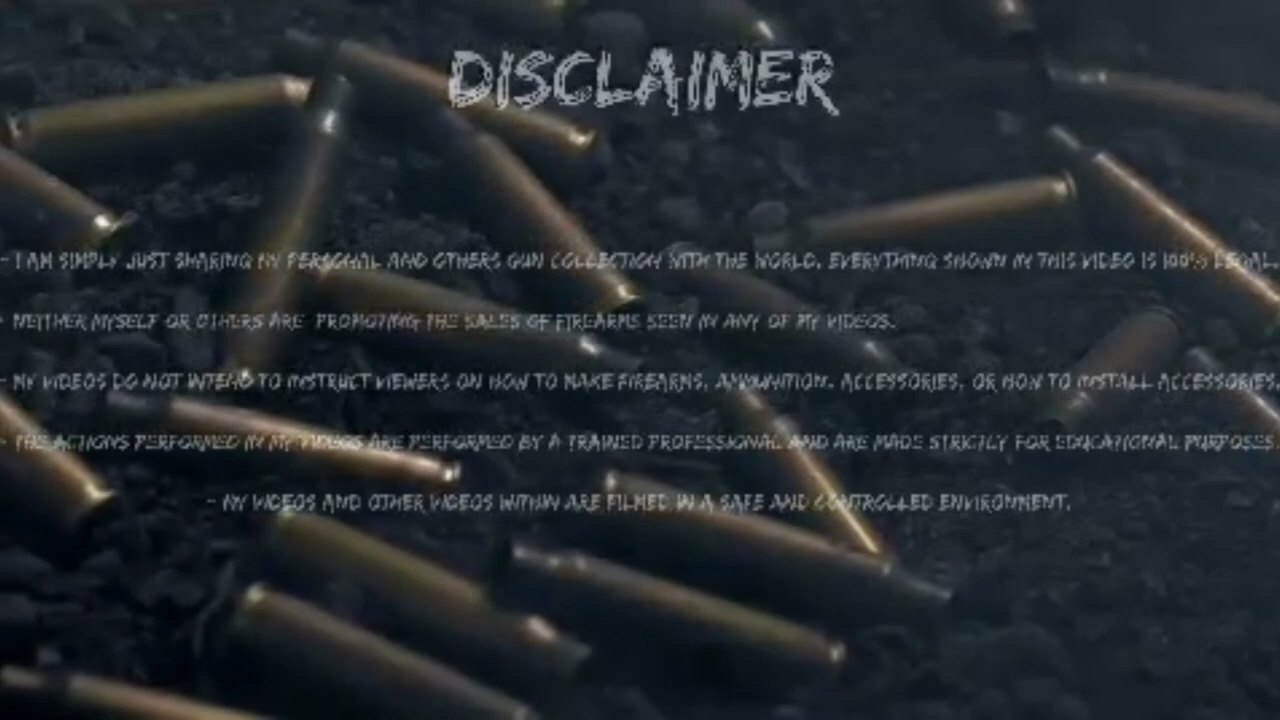 DISCLAIMER
- I AM SIMPLY JUST SHARING MY PERSONAL AND OTHERS GUN COLLECTION WITH THE WORLD. EVERYTHING SHOWN IN THIS VIDEO IS 100% LEGAL.
- NEITHER MYSELF OR OTHERS ARE PROMOTING THE SALES OF FIREARMS SEEN IN ANY OF MY VIDEOS.
- MY VIDEOS DO NOT INTEND TO INSTRUCT VIEWERS ON HOW TO MAKE FIREARMS, AMMUNITION, ACCESSORIES, OR HOW TO INSTALL ACCESSORIES.
- THE ACTIONS PERFORMED IN MY VIDEOS ARE PERFORMED BY A TRAINED PROFESSIONAL AND ARE MADE STRICTLY FOR EDUCATIONAL PURPOSES.
- MY VIDEOS AND OTHER VIDEOS WITHIN ARE FILMED IN A SAFE AND CONTROLLED ENVIRONMENT.